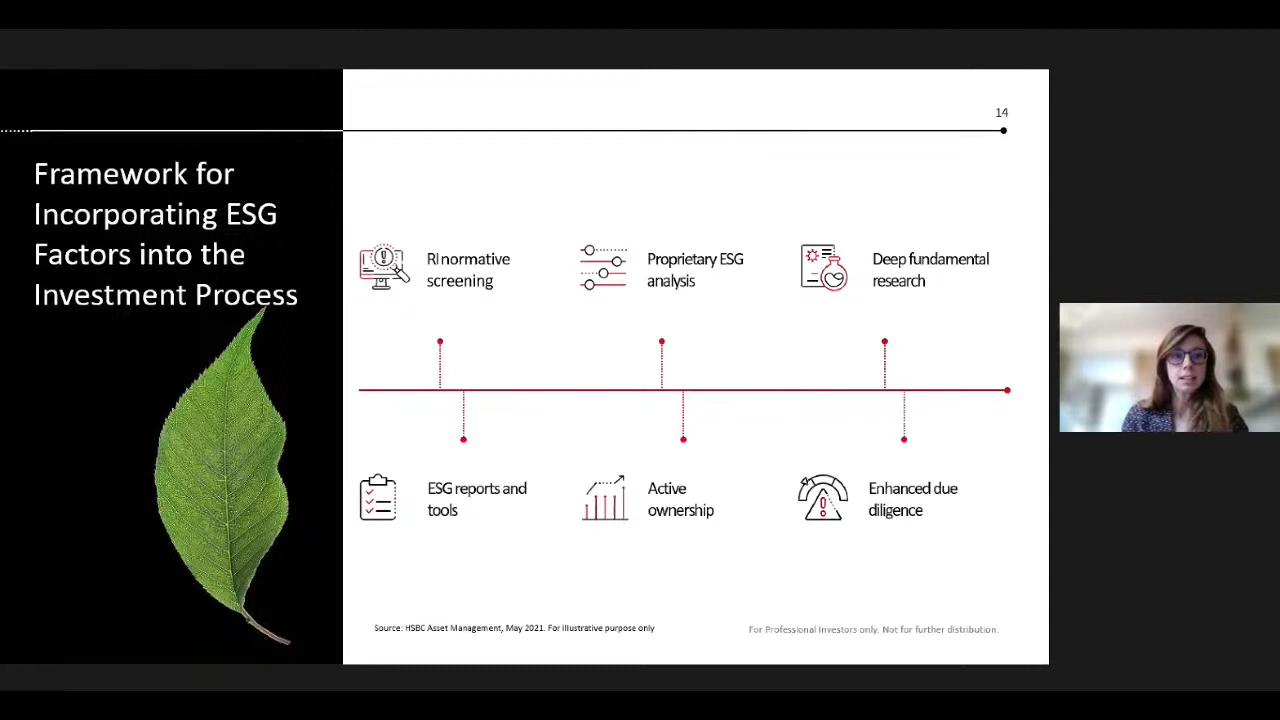 14
Framework for
Incorporating ESG
Factors into the
Investment Process
RI normative
screening
Proprietary ESG
analysis
Deep fundamental
research
ESG reports and
tools
Active
ownership
Enhanced due
diligence
Source: HSBC Asset Management, May 2021. For illustrative purpose only
For Professional Investors only. Not for further distribution.